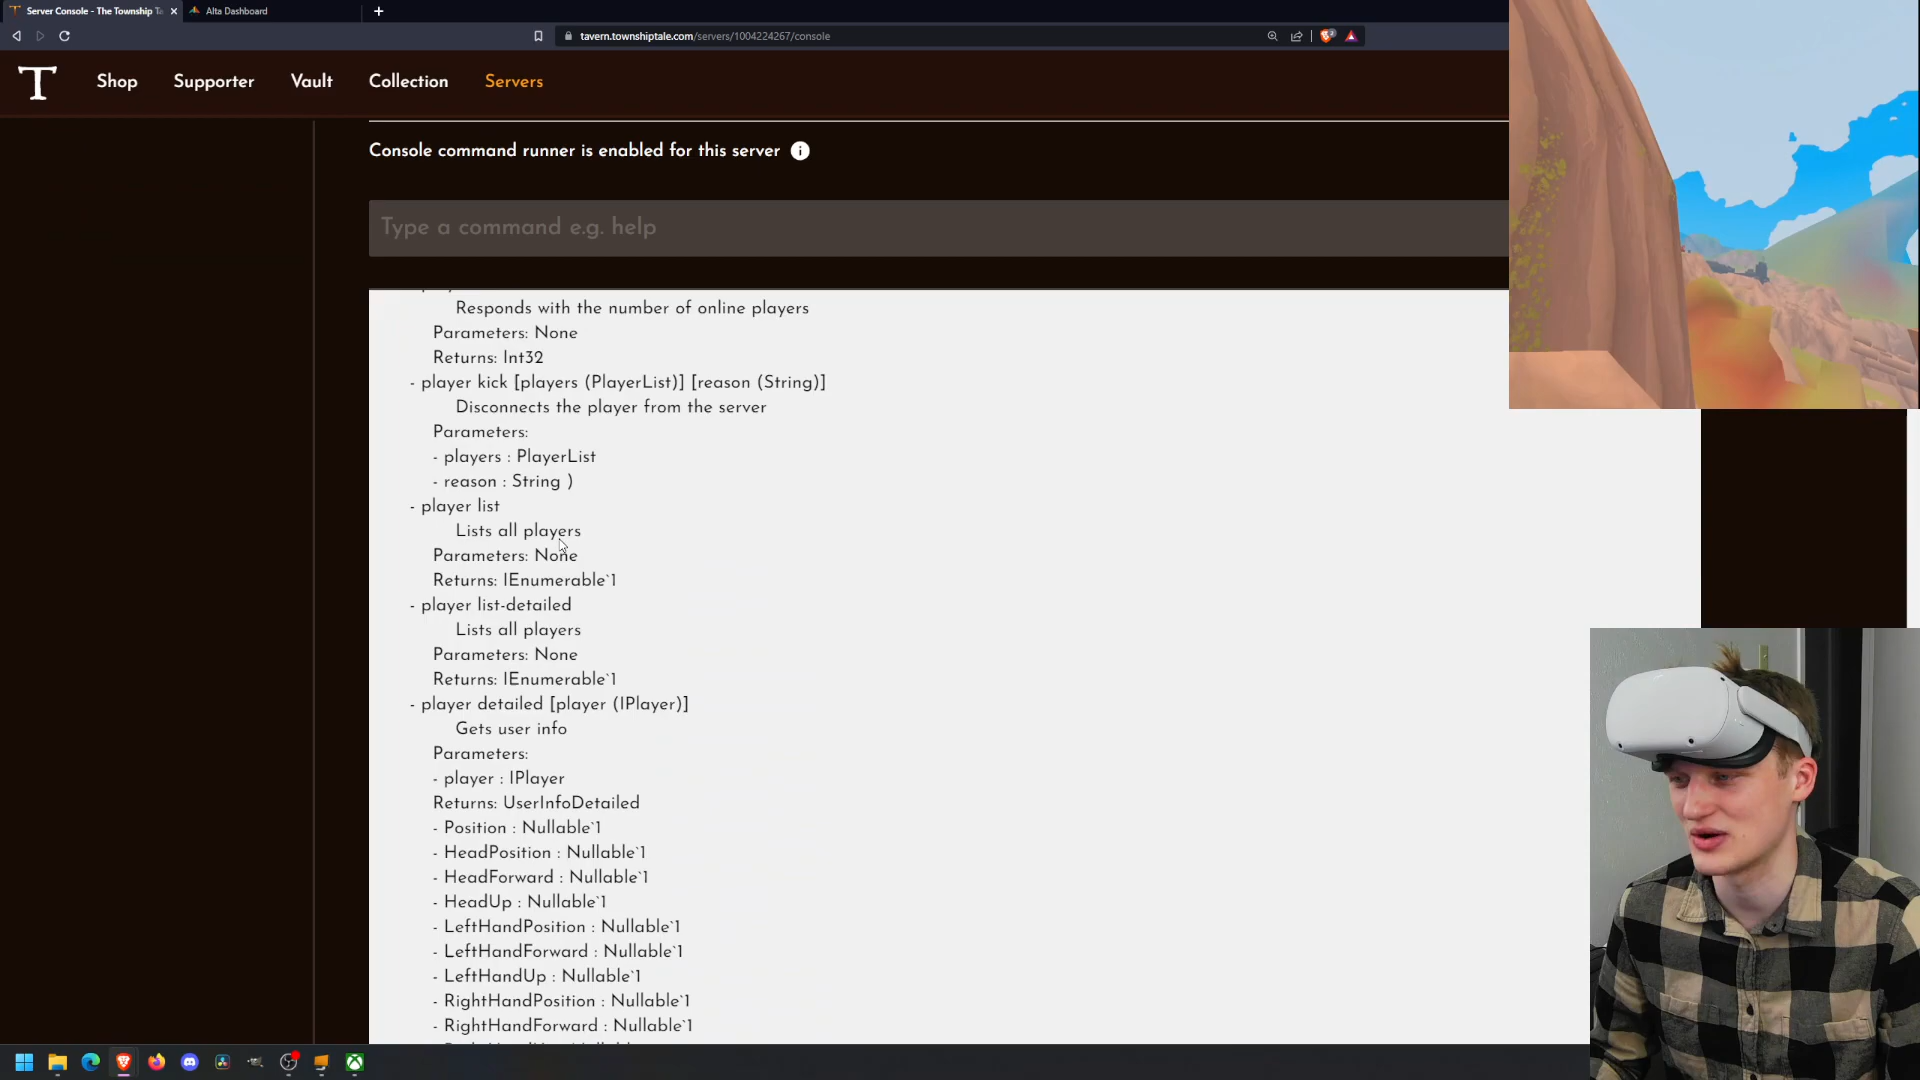 Server Console - The Township Ta
Alta Dashboard
tavern.townshiptale.com/servers/1004224267/console
T
Shop
Supporter
Vault
Collection
Servers
Console command runner is enabled for this server
Type a command e.g. help
Responds with the number of online players
Parameters: None
Returns: Int32
- player kick [players (PlayerList)] [reason (String)]
Disconnects the player from the server
Parameters:
- players : PlayerList
- reason : String )
- player list
Lists all players
Parameters: None
Returns: IEnumerable`1
- player list-detailed
Lists all players
Parameters: None
Returns: IEnumerable`1
- player detailed [player (IPlayer)]
Gets user info
Parameters:
- player : IPlayer
Returns: UserInfoDetailed
- Position : Nullable`1
- HeadPosition : Nullable`1
- HeadForward : Nullable`1
- HeadUp : Nullable`1
- LeftHandPosition : Nullable`1
- LeftHandForward : Nullable`1
- LeftHandUp : Nullable`1
- RightHandPosition : Nullable`1
- RightHandForward : Nullable`1